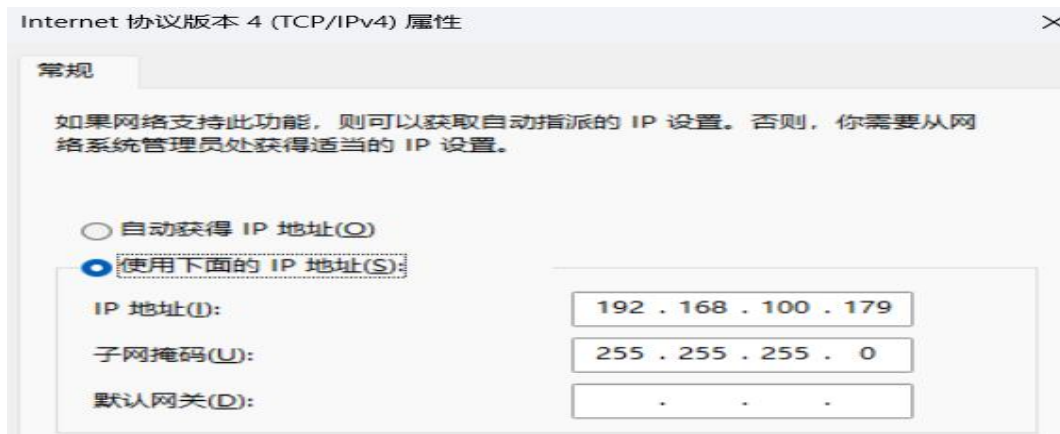 Internet 协议版本 4 (TCP/IPv4) 属性
常规
如果网络支持此功能，则可以获取自动指派的 IP 设置。否则，你需要从网
络系统管理员处获得适当的 IP 设置。
自动获得 IP 地址(O)
使用下面的 IP 地址(S):
IP 地址(I): 192 . 168 . 100 . 179
子网掩码(U): 255 . 255 . 255 . 0
默认网关(D): . . .